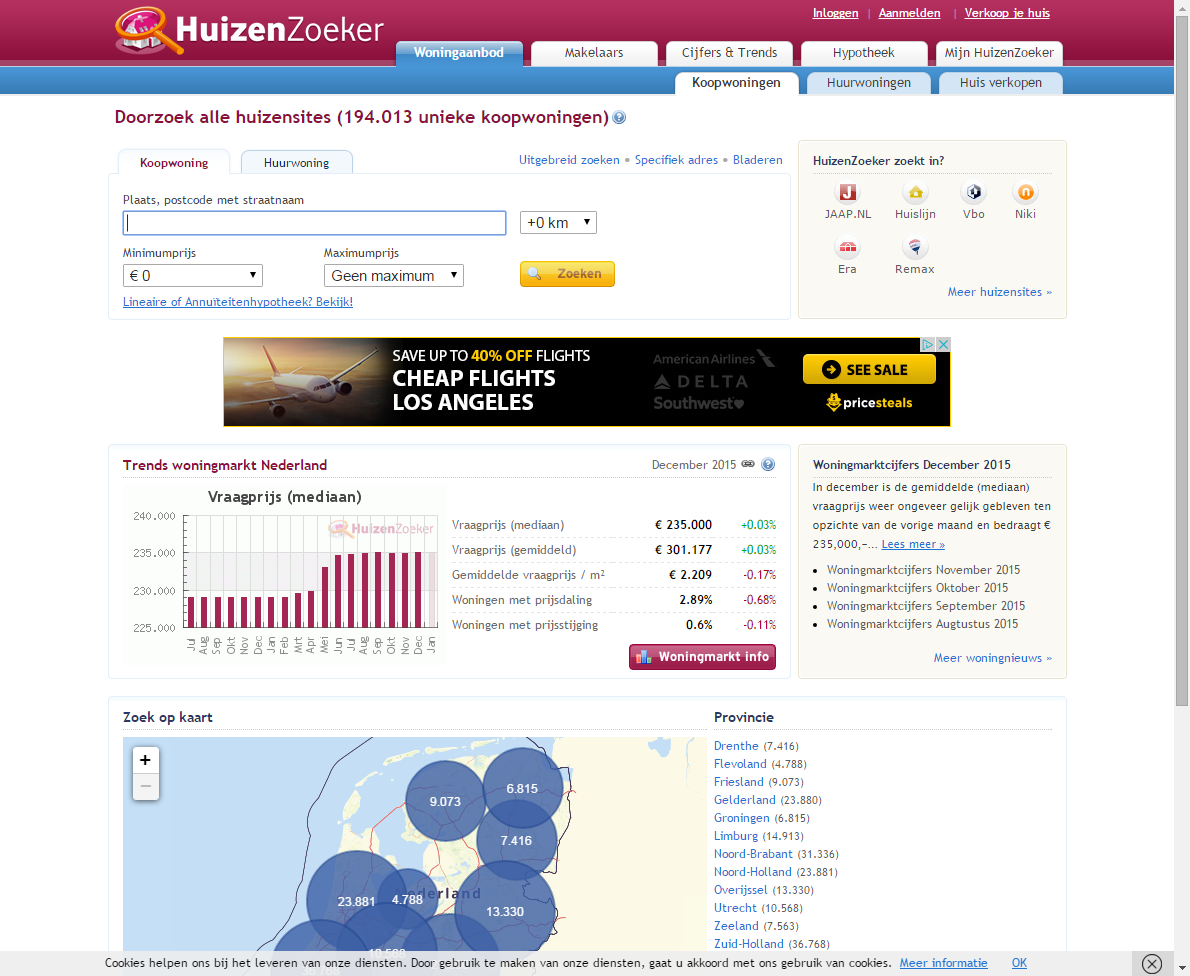 Inloggen | Aanmelden | Verkoop je huis
HuizenZoeker
Woningaanbod Makelaars Cijfers & Trends Hypotheek Mijn HuizenZoeker
Koopwoningen Huurwoningen Huis verkopen
Doorzoek alle huizensites (194.013 unieke koopwoningen) ?
Koopwoning Huurwoning Uitgebreid zoeken • Specifiek adres • Bladeren
Plaats, postcode met straatnaam
+0 km
Minimumprijs Maximumprijs
€ 0 Geen maximum Zoeken
Lineaire of Annuïteitenhypotheek? Bekijk!
HuizenZoeker zoekt in?
JAAP.NL Huislijn Vbo Niki
Era Remax
Meer huizensites »
SAVE UP TO 40% OFF FLIGHTS
CHEAP FLIGHTS
LOS ANGELES
American Airlines
DELTA
Southwest
SEE SALE
pricesteals
Trends woningmarkt Nederland December 2015 ?
Vraagprijs (mediaan)
HuizenZoeker
240.000
235.000
230.000
225.000
Jul Aug Sep Okt Nov Dec Jan Feb Mrt Apr Mei Jun Jul Aug Sep Okt Nov Dec Jan
Vraagprijs (mediaan) € 235.000 +0.03%
Vraagprijs (gemiddeld) € 301.177 +0.03%
Gemiddelde vraagprijs / m² € 2.209 -0.17%
Woningen met prijsdaling 2.89% -0.68%
Woningen met prijsstijging 0.6% -0.11%
Woningmarkt info
Woningmarktcijfers December 2015
In december is de gemiddelde (mediaan)
vraagprijs weer ongeveer gelijk gebleven ten
opzichte van de vorige maand en bedraagt €
235,000,-... Lees meer »
Woningmarktcijfers November 2015
Woningmarktcijfers Oktober 2015
Woningmarktcijfers September 2015
Woningmarktcijfers Augtustus 2015
Meer woningnieuws »
Zoek op kaart
+
−
9.073 6.815
7.416
23.881 4.788 13.330
Provincie
Drenthe (7.416)
Flevoland (4.788)
Friesland (9.073)
Gelderland (23.880)
Groningen (6.815)
Limburg (14.913)
Noord-Brabant (31.336)
Noord-Holland (23.881)
Overijssel (13.330)
Utrecht (10.568)
Zeeland (7.563)
Zuid-Holland (36.768)
Cookies helpen ons bij het leveren van onze diensten. Door gebruik te maken van onze diensten, gaat u akkoord met ons gebruik van cookies. Meer informatie OK